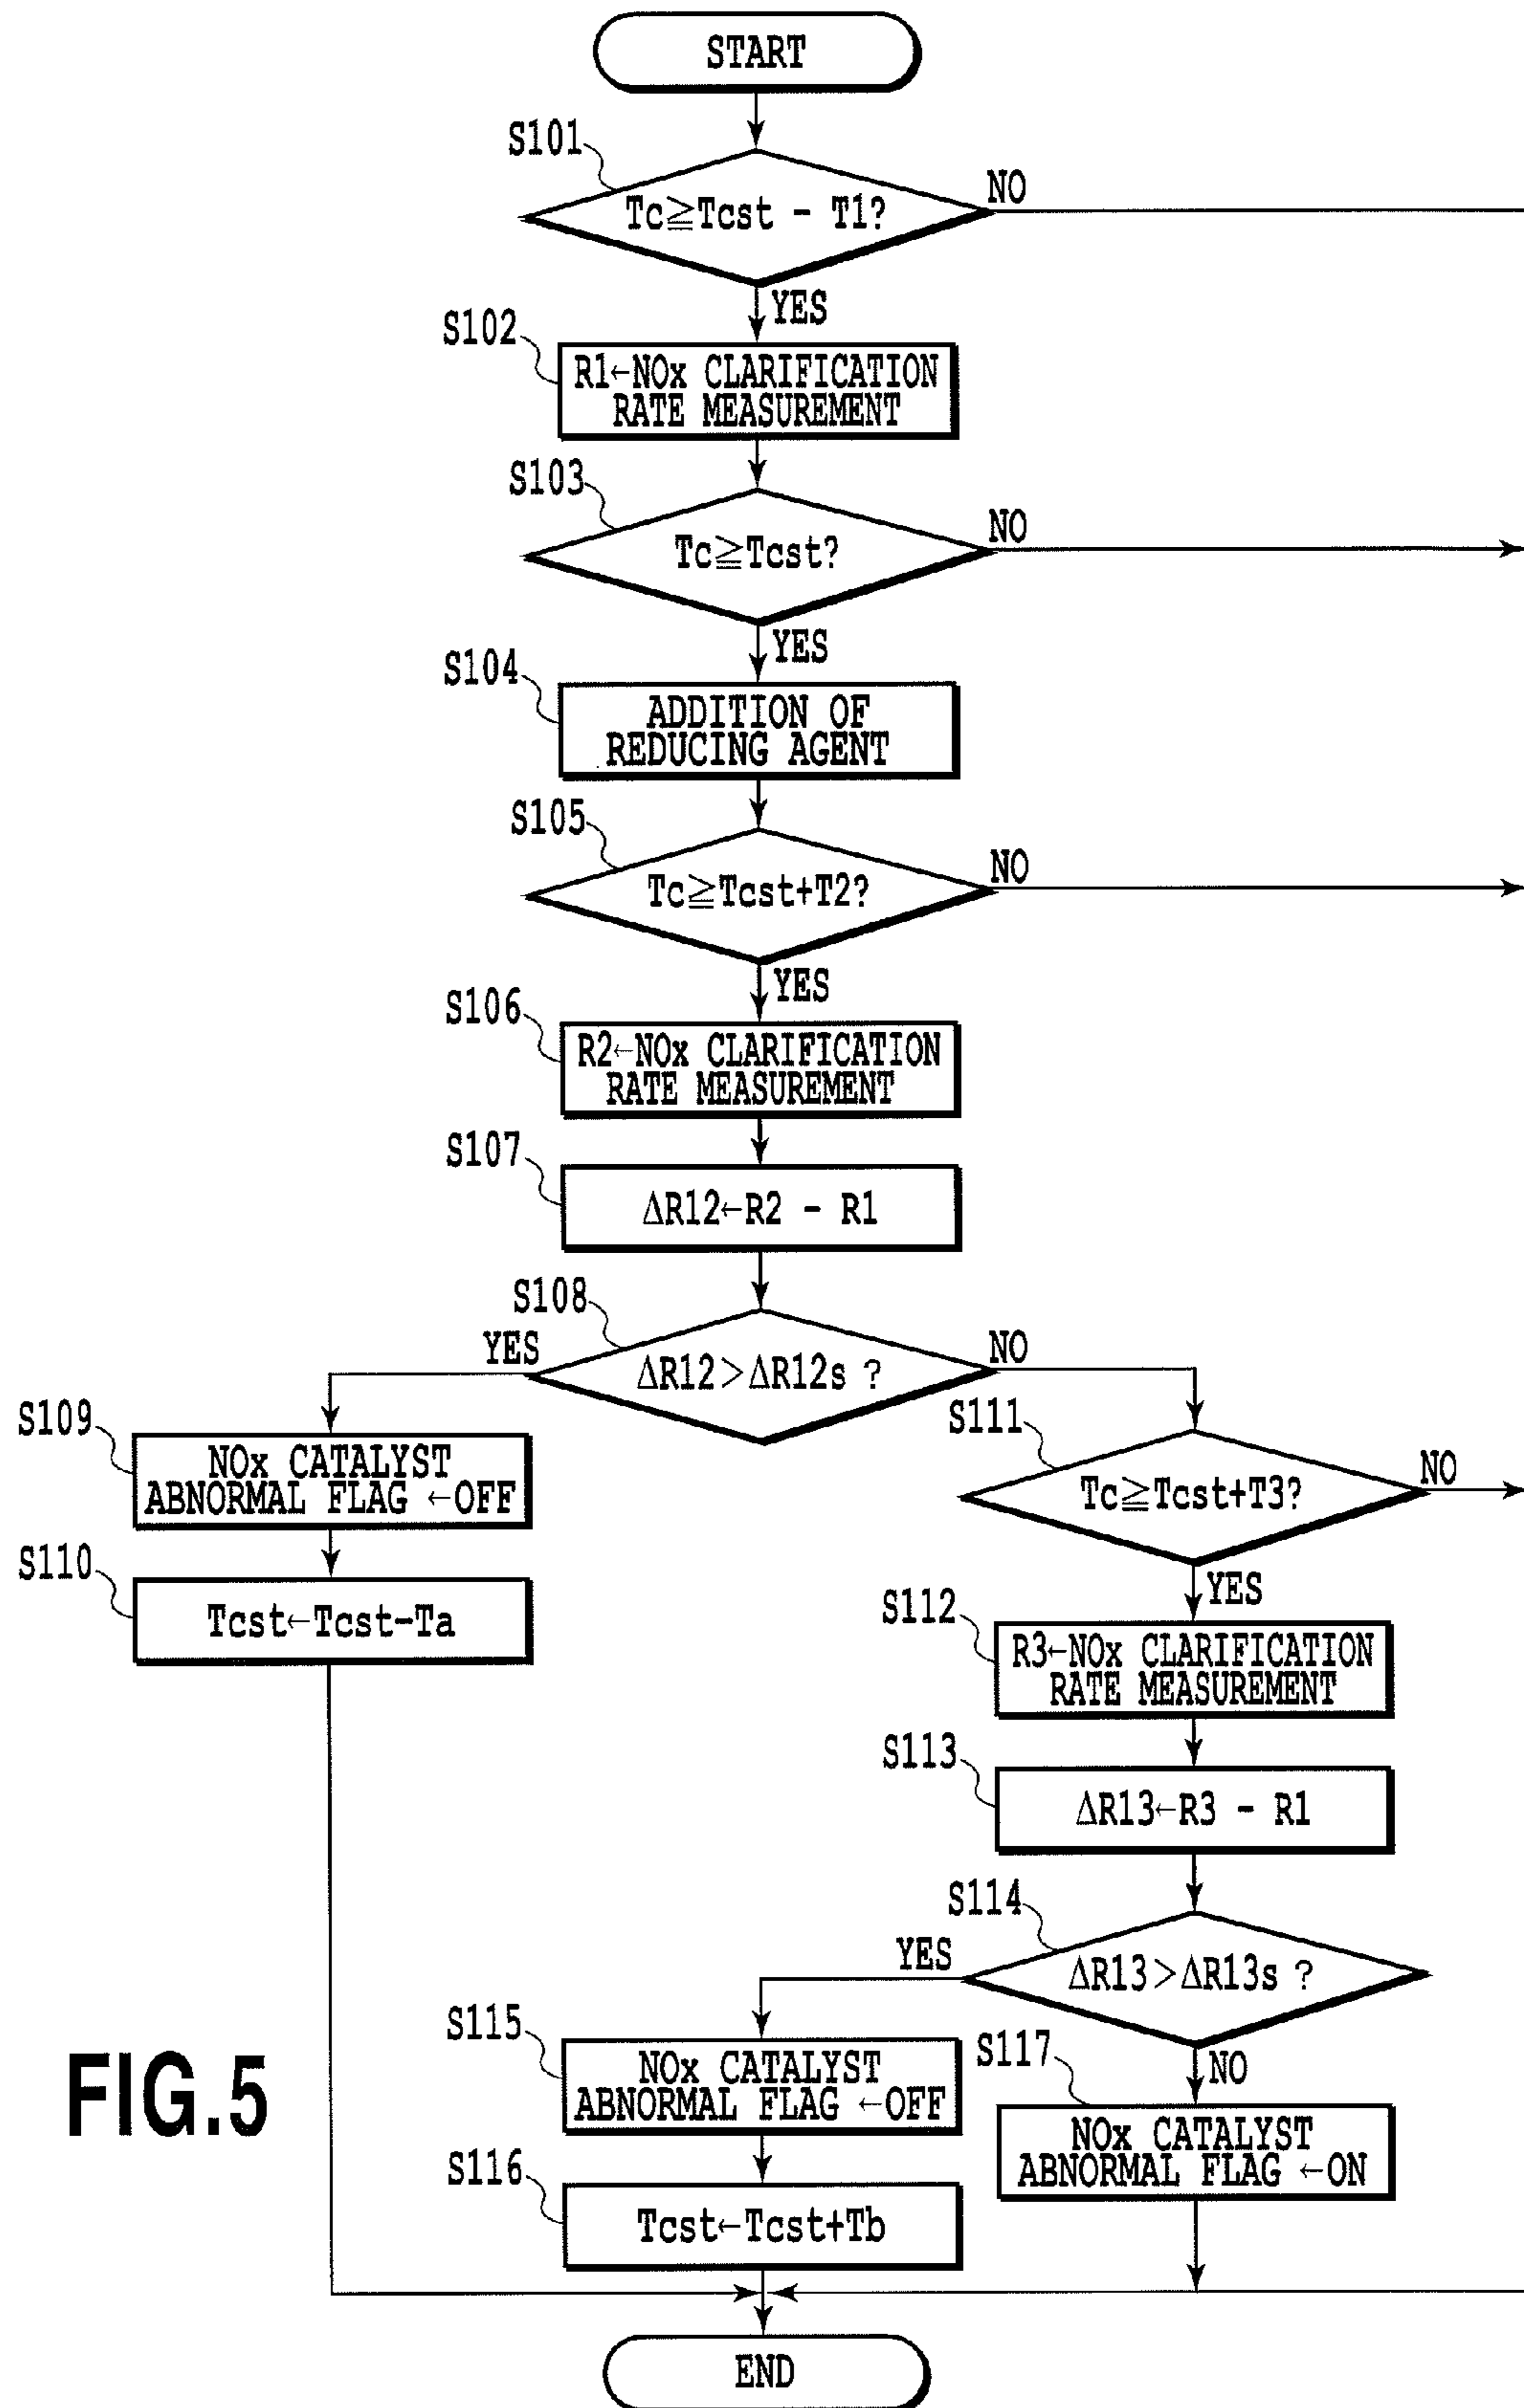 START
S101
Tc≧Tcst - T1?
NO
YES
S102
R1←NOx CLARIFICATION
RATE MEASUREMENT
S103
Tc≧Tcst?
NO
YES
S104
ADDITION OF
REDUCING AGENT
S105
Tc≧Tcst+T2?
NO
YES
S106
R2←NOx CLARIFICATION
RATE MEASUREMENT
S107
ΔR12←R2 - R1
S108
YES
ΔR12>ΔR12s ?
NO
S109
NOx CATALYST
ABNORMAL FLAG ←OFF
S110
Tcst←Tcst-Ta
S111
Tc≧Tcst+T3?
NO
YES
S112
R3←NOx CLARIFICATION
RATE MEASUREMENT
S113
ΔR13←R3 - R1
S114
YES
ΔR13>ΔR13s ?
NO
S115
NOx CATALYST
ABNORMAL FLAG ←OFF
S116
Tcst←Tcst+Tb
S117
NOx CATALYST
ABNORMAL FLAG ←ON
END
FIG.5